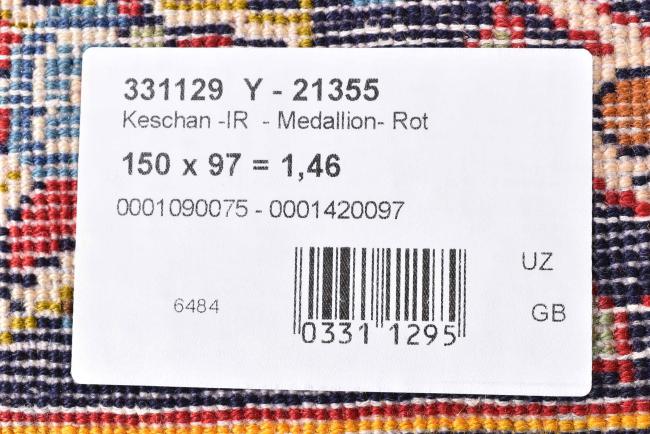 331129 Y - 21355
Keschan -IR - Medallion- Rot
150 x 97 = 1,46
0001090075 - 0001420097
UZ
6484
GB
0331 1295